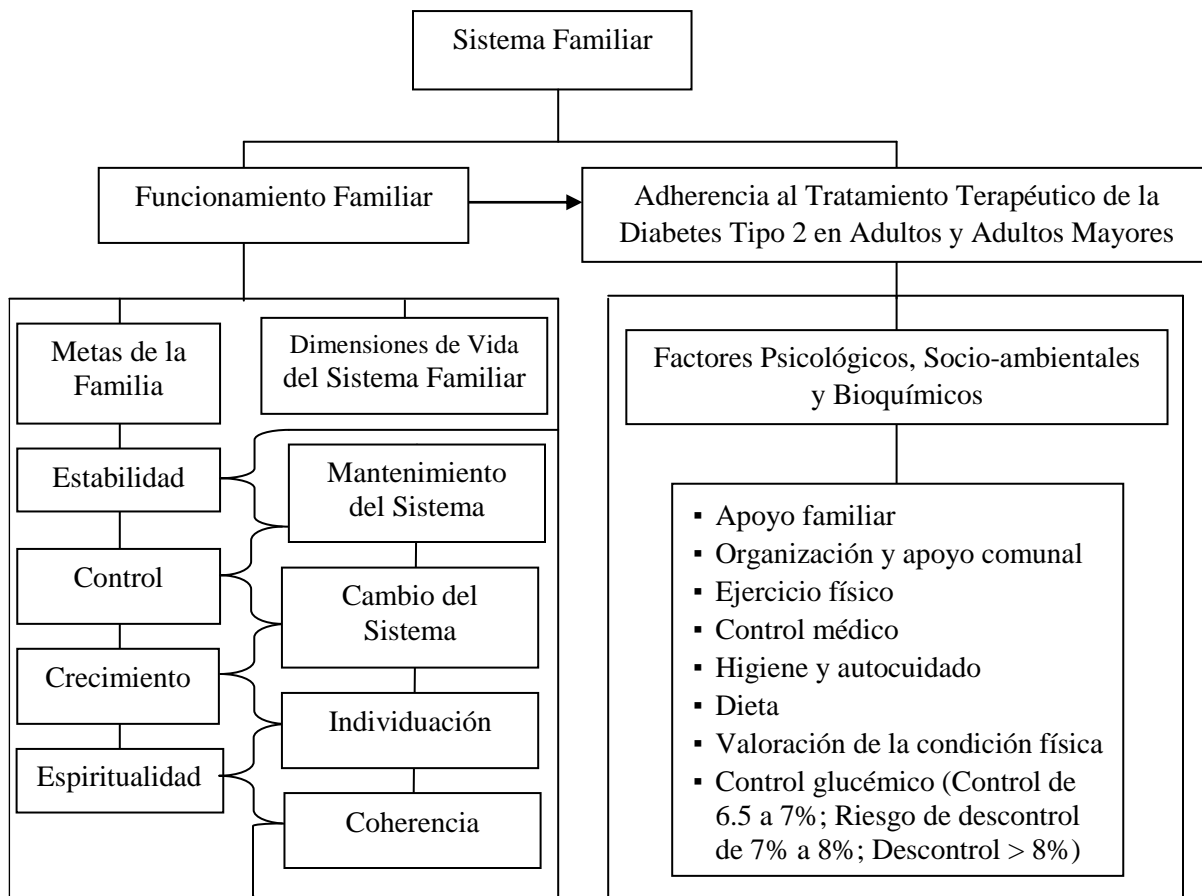 Sistema Familiar
Funcionamiento Familiar
Adherencia al Tratamiento Terapéutico de la
Diabetes Tipo 2 en Adultos y Adultos Mayores
Metas de la
Familia
Dimensiones de Vida
del Sistema Familiar
Estabilidad
Control
Crecimiento
Espiritualidad
Mantenimiento
del Sistema
Cambio del
Sistema
Individuación
Coherencia
Factores Psicológicos, Socio-ambientales
y Bioquímicos
▪ Apoyo familiar
▪ Organización y apoyo comunal
▪ Ejercicio físico
▪ Control médico
▪ Higiene y autocuidado
▪ Dieta
▪ Valoración de la condición física
▪ Control glucémico (Control de
6.5 a 7%; Riesgo de descontrol
de 7% a 8%; Descontrol > 8%)